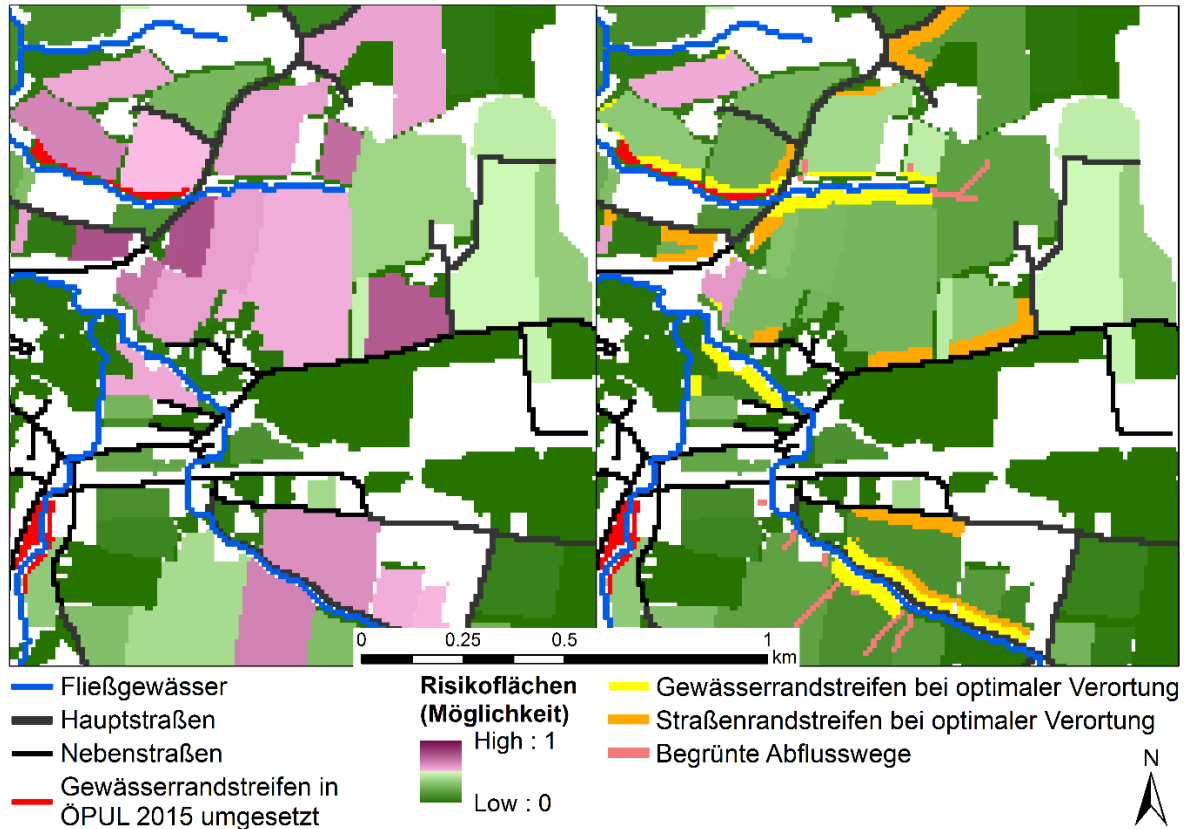 0 0.25 0.5 1
km
Fließgewässer
Hauptstraßen
Nebenstraßen
Gewässerrandstreifen in
ÖPUL 2015 umgesetzt
Risikoflächen
(Möglichkeit)
High : 1
Low : 0
Gewässerrandstreifen bei optimaler Verortung
Straßenrandstreifen bei optimaler Verortung
Begrünte Abflusswege
N